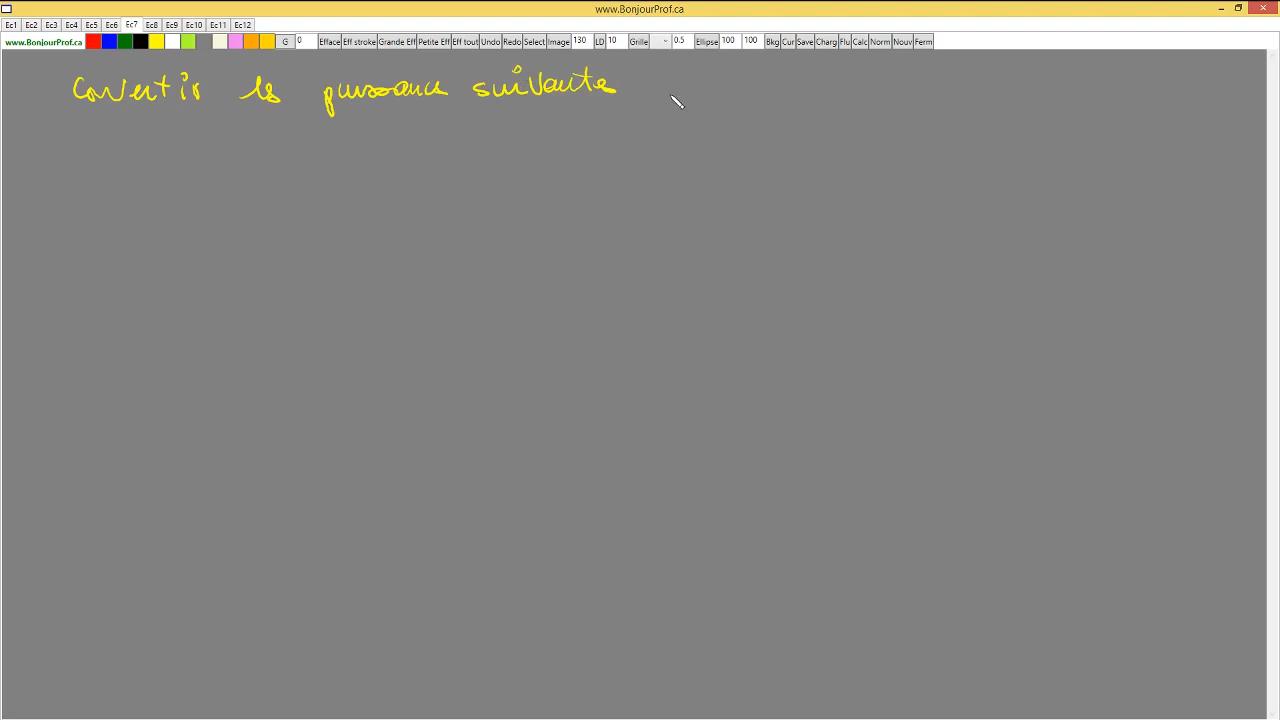 www.BonjourProf.ca
Ec1 Ec2 Ec3 Ec4 Ec5 Ec6 Ec7 Ec8 Ec9 Ec10 Ec11 Ec12
www.BonjourProf.ca G 0 Efface Eff stroke Grande Eff Petite Eff Eff tout Undo Redo Select Image 130 LD 10 Grille 0.5 Ellipse 100 100 Bkg Cur Save Charg Flu Calc Norm Nouv Ferm
Convertir les puissance suivantes